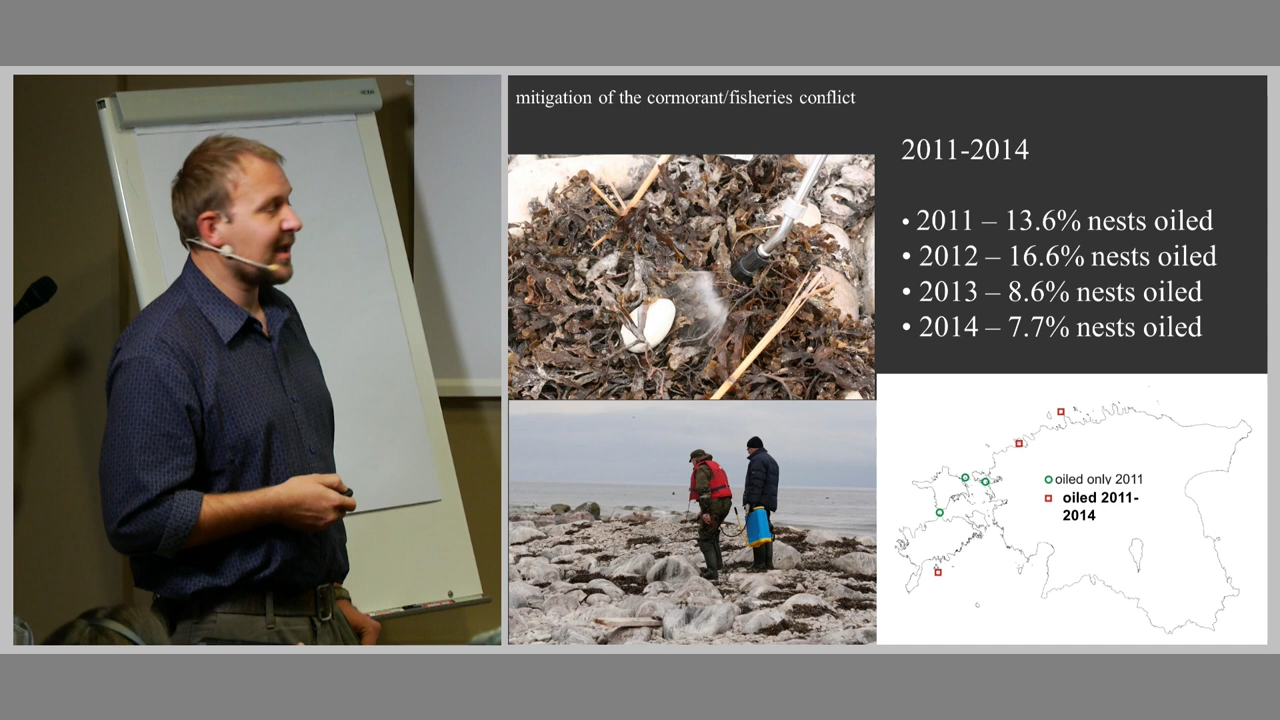 mitigation of the cormorant/fisheries conflict
2011-2014
• 2011 – 13.6% nests oiled
• 2012 – 16.6% nests oiled
• 2013 – 8.6% nests oiled
• 2014 – 7.7% nests oiled
oiled only 2011
oiled 2011-
2014